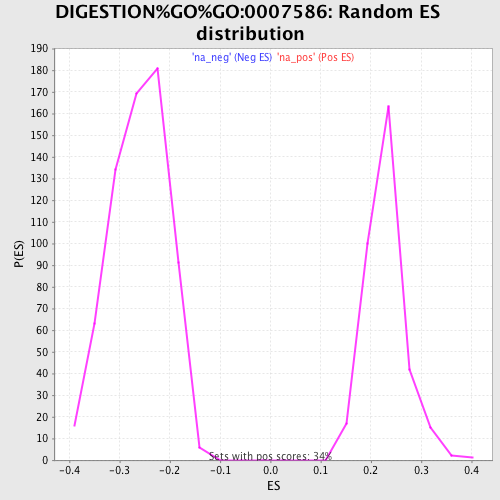 DIGESTION%GO%GO:0007586: Random ES
distribution
'na_neg' (Neg ES) 'na_pos' (Pos ES)
190
180
170
160
150
140
130
120
110
100
90
80
70
60
50
40
30
20
10
0
P(ES)
Sets with pos scores: 34%
-0.4 -0.3 -0.2 -0.1 0.0 0.1 0.2 0.3 0.4
ES